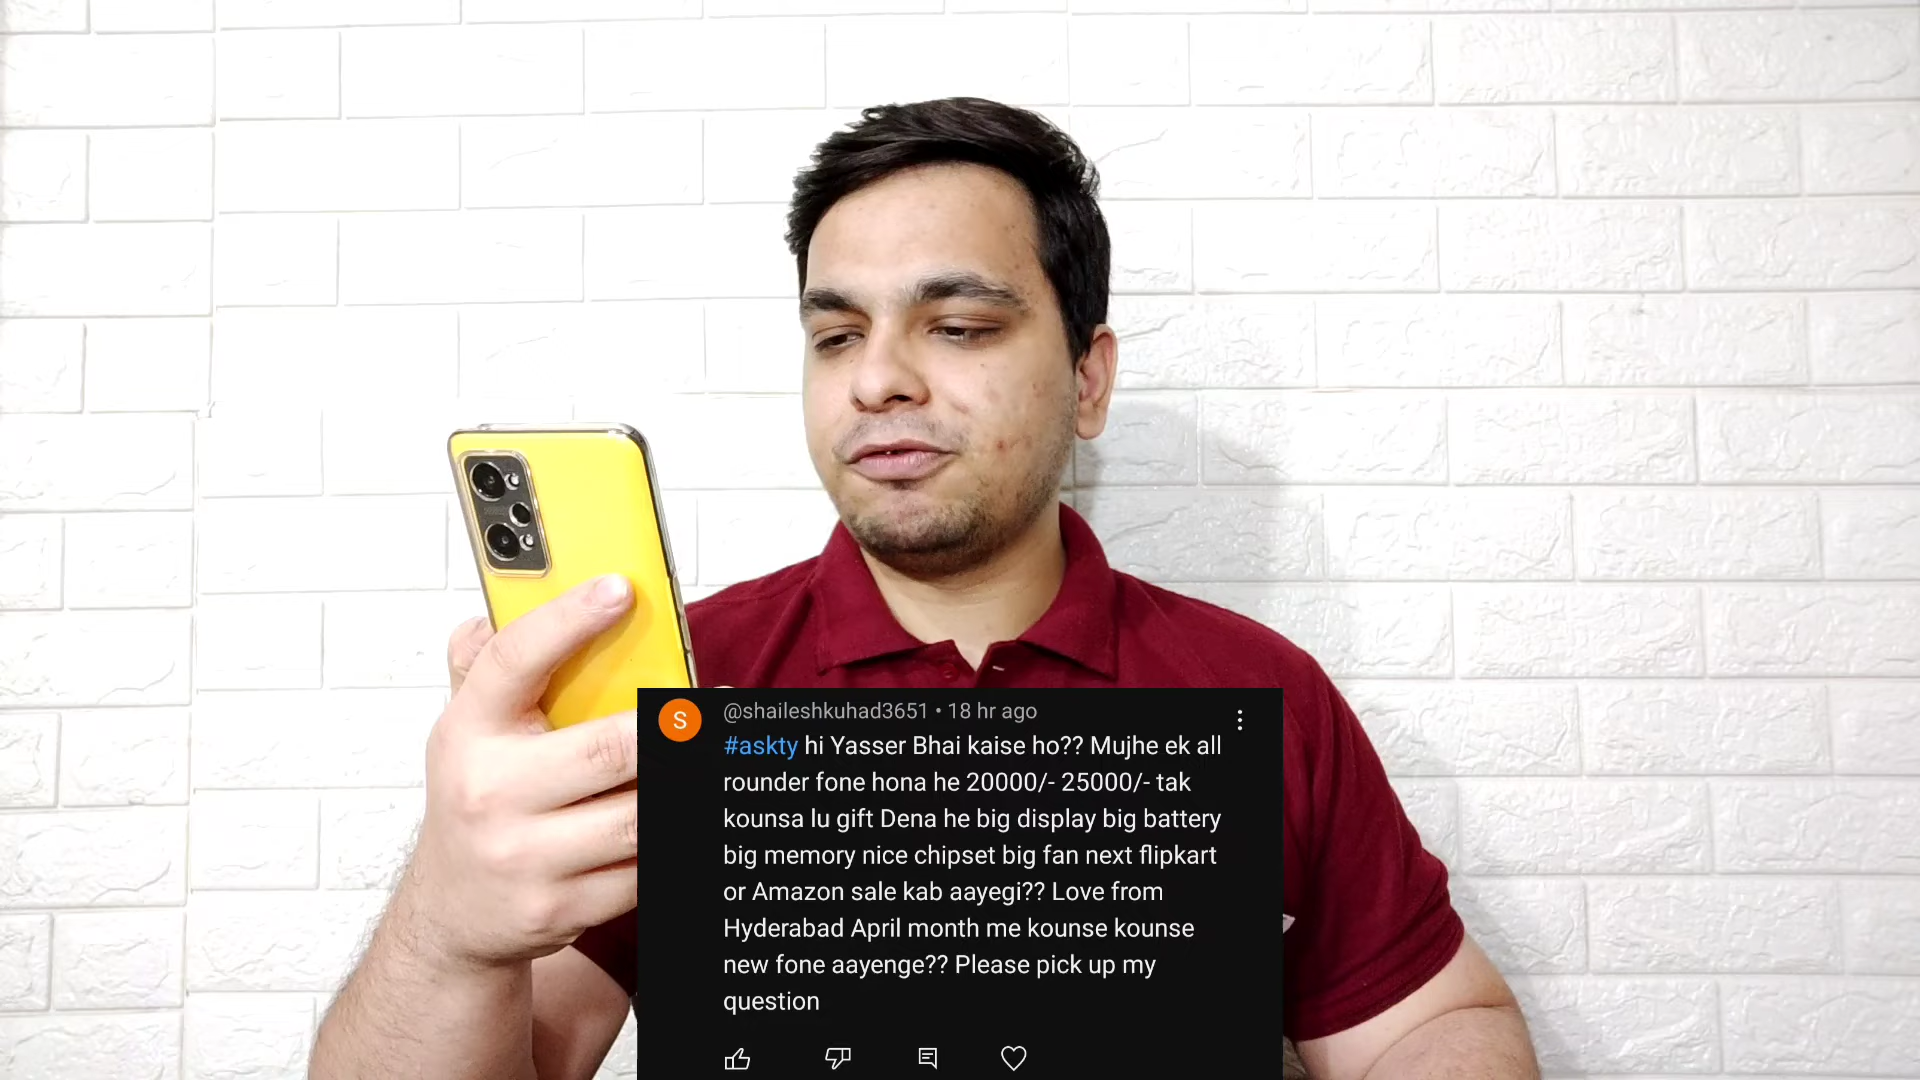 S
@shaileshkuhad3651 • 18 hr ago
#askty hi Yasser Bhai kaise ho?? Mujhe ek all
rounder fone hona he 20000/- 25000/- tak
kounsa lu gift Dena he big display big battery
big memory nice chipset big fan next flipkart
or Amazon sale kab aayegi?? Love from
Hyderabad April month me kounse kounse
new fone aayenge?? Please pick up my
question